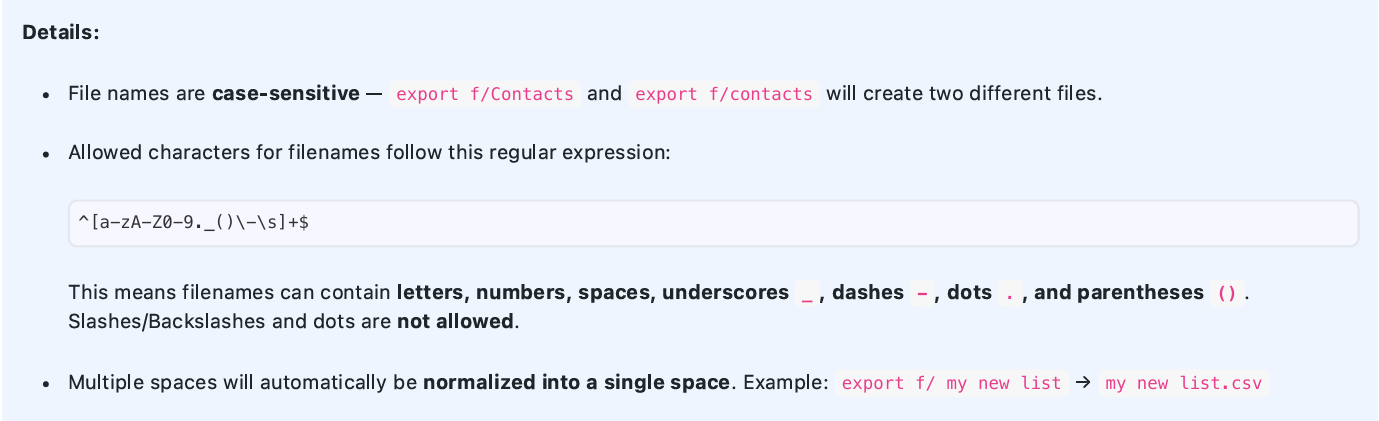 Details:
• File names are case-sensitive — export f/Contacts and export f/contacts will create two different files.
• Allowed characters for filenames follow this regular expression:
^[a-zA-Z0-9._()\-\s]+$
This means filenames can contain letters, numbers, spaces, underscores _, dashes -, dots ., and parentheses ().
Slashes/Backslashes and dots are not allowed.
• Multiple spaces will automatically be normalized into a single space. Example: export f/ my new list → my new list.csv